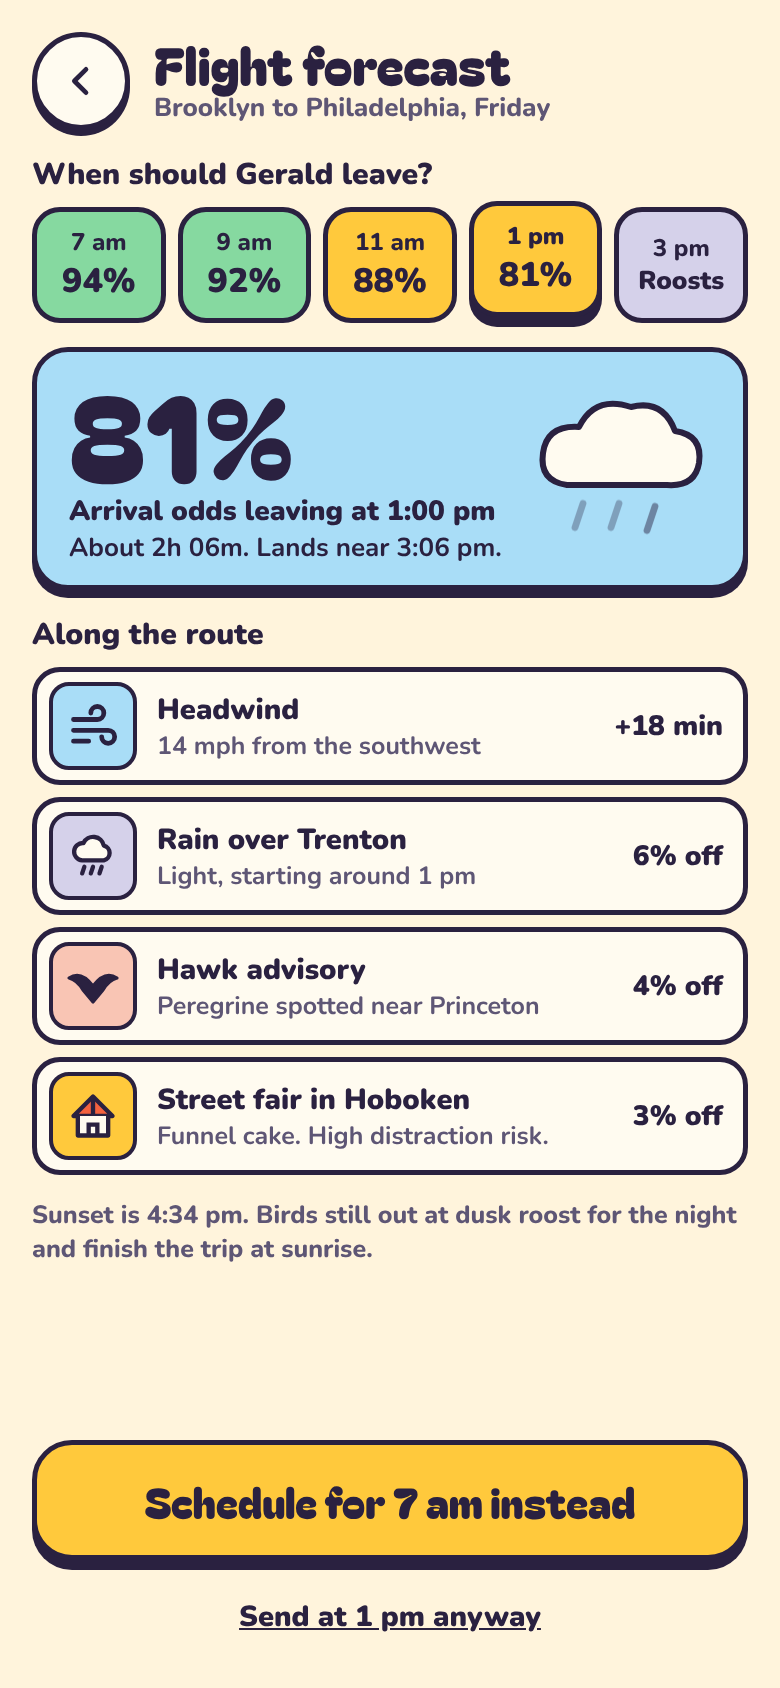 Flight forecast
Brooklyn to Philadelphia, Friday
When should Gerald leave?
7 am
94%
9 am
92%
11 am
88%
1 pm
81%
3 pm
Roosts
81%
Arrival odds leaving at 1:00 pm
About 2h 06m. Lands near 3:06 pm.
Along the route
Headwind
14 mph from the southwest
+18 min
Rain over Trenton
Light, starting around 1 pm
6% off
Hawk advisory
Peregrine spotted near Princeton
4% off
Street fair in Hoboken
Funnel cake. High distraction risk.
3% off
Sunset is 4:34 pm. Birds still out at dusk roost for the night
and finish the trip at sunrise.
Schedule for 7 am instead
Send at 1 pm anyway